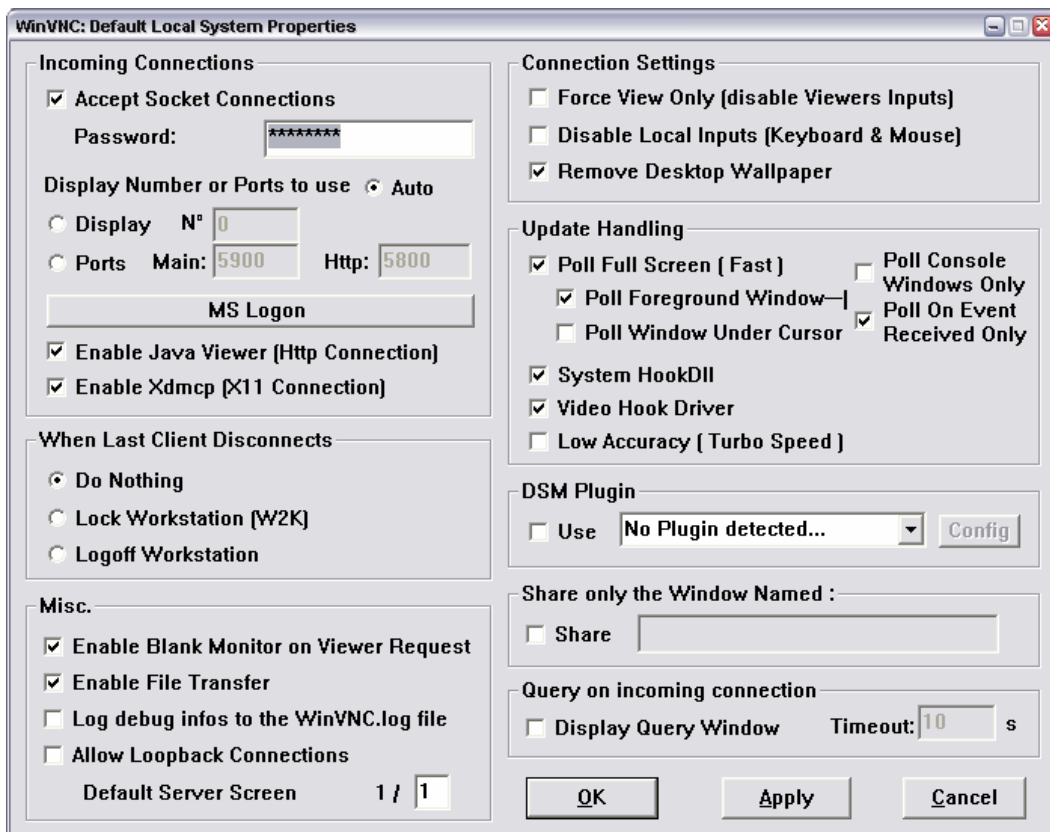 WinVNC: Default Local System Properties
Incoming Connections
Accept Socket Connections
Password: ********
Display Number or Ports to use Auto
Display N° 0
Ports Main: 5900 Http: 5800
MS Logon
Enable Java Viewer (Http Connection)
Enable Xdmcp (X11 Connection)
When Last Client Disconnects
Do Nothing
Lock Workstation (W2K)
Logoff Workstation
Misc.
Enable Blank Monitor on Viewer Request
Enable File Transfer
Log debug infos to the WinVNC.log file
Allow Loopback Connections
Default Server Screen 1 / 1
Connection Settings
Force View Only (disable Viewers Inputs)
Disable Local Inputs (Keyboard & Mouse)
Remove Desktop Wallpaper
Update Handling
Poll Full Screen ( Fast )
Poll Foreground Window—|
Poll Window Under Cursor
Poll Console
Windows Only
Poll On Event
Received Only
System HookDll
Video Hook Driver
Low Accuracy ( Turbo Speed )
DSM Plugin
Use No Plugin detected... Config
Share only the Window Named :
Share
Query on incoming connection
Display Query Window Timeout: 10 s
OK Apply Cancel